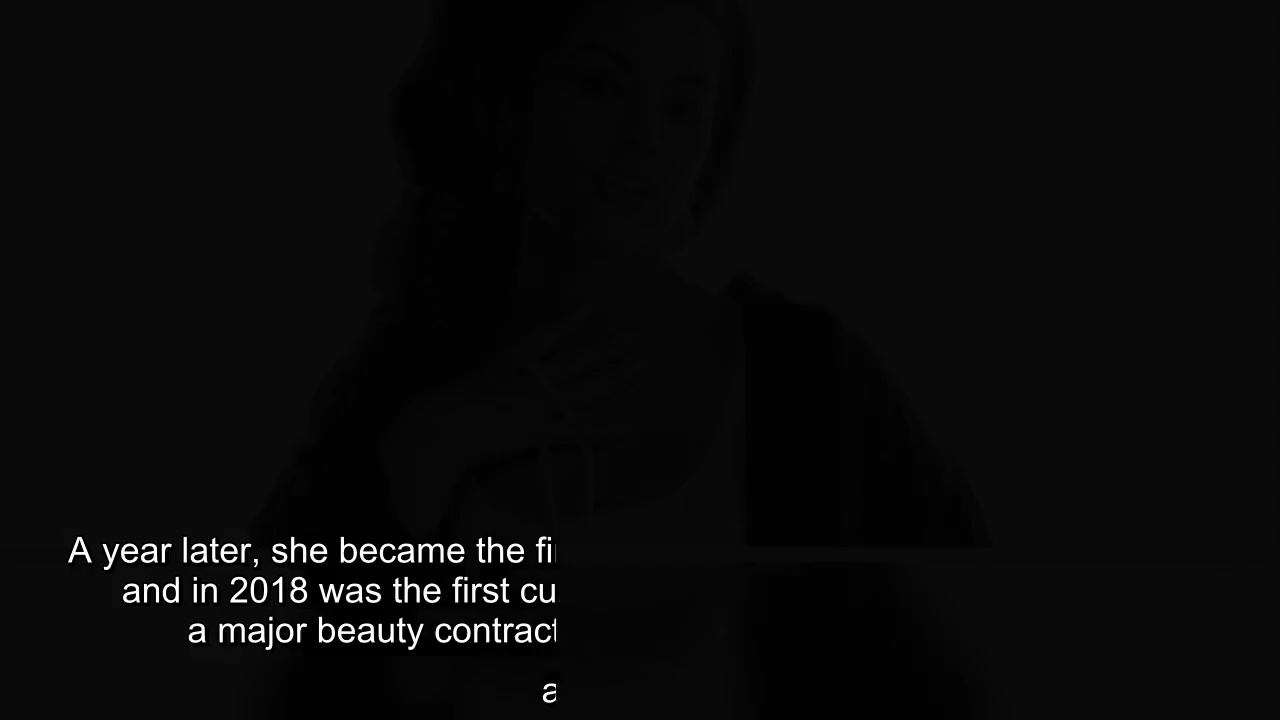 A year later, she became the fi
and in 2018 was the first cu
a major beauty contract
a